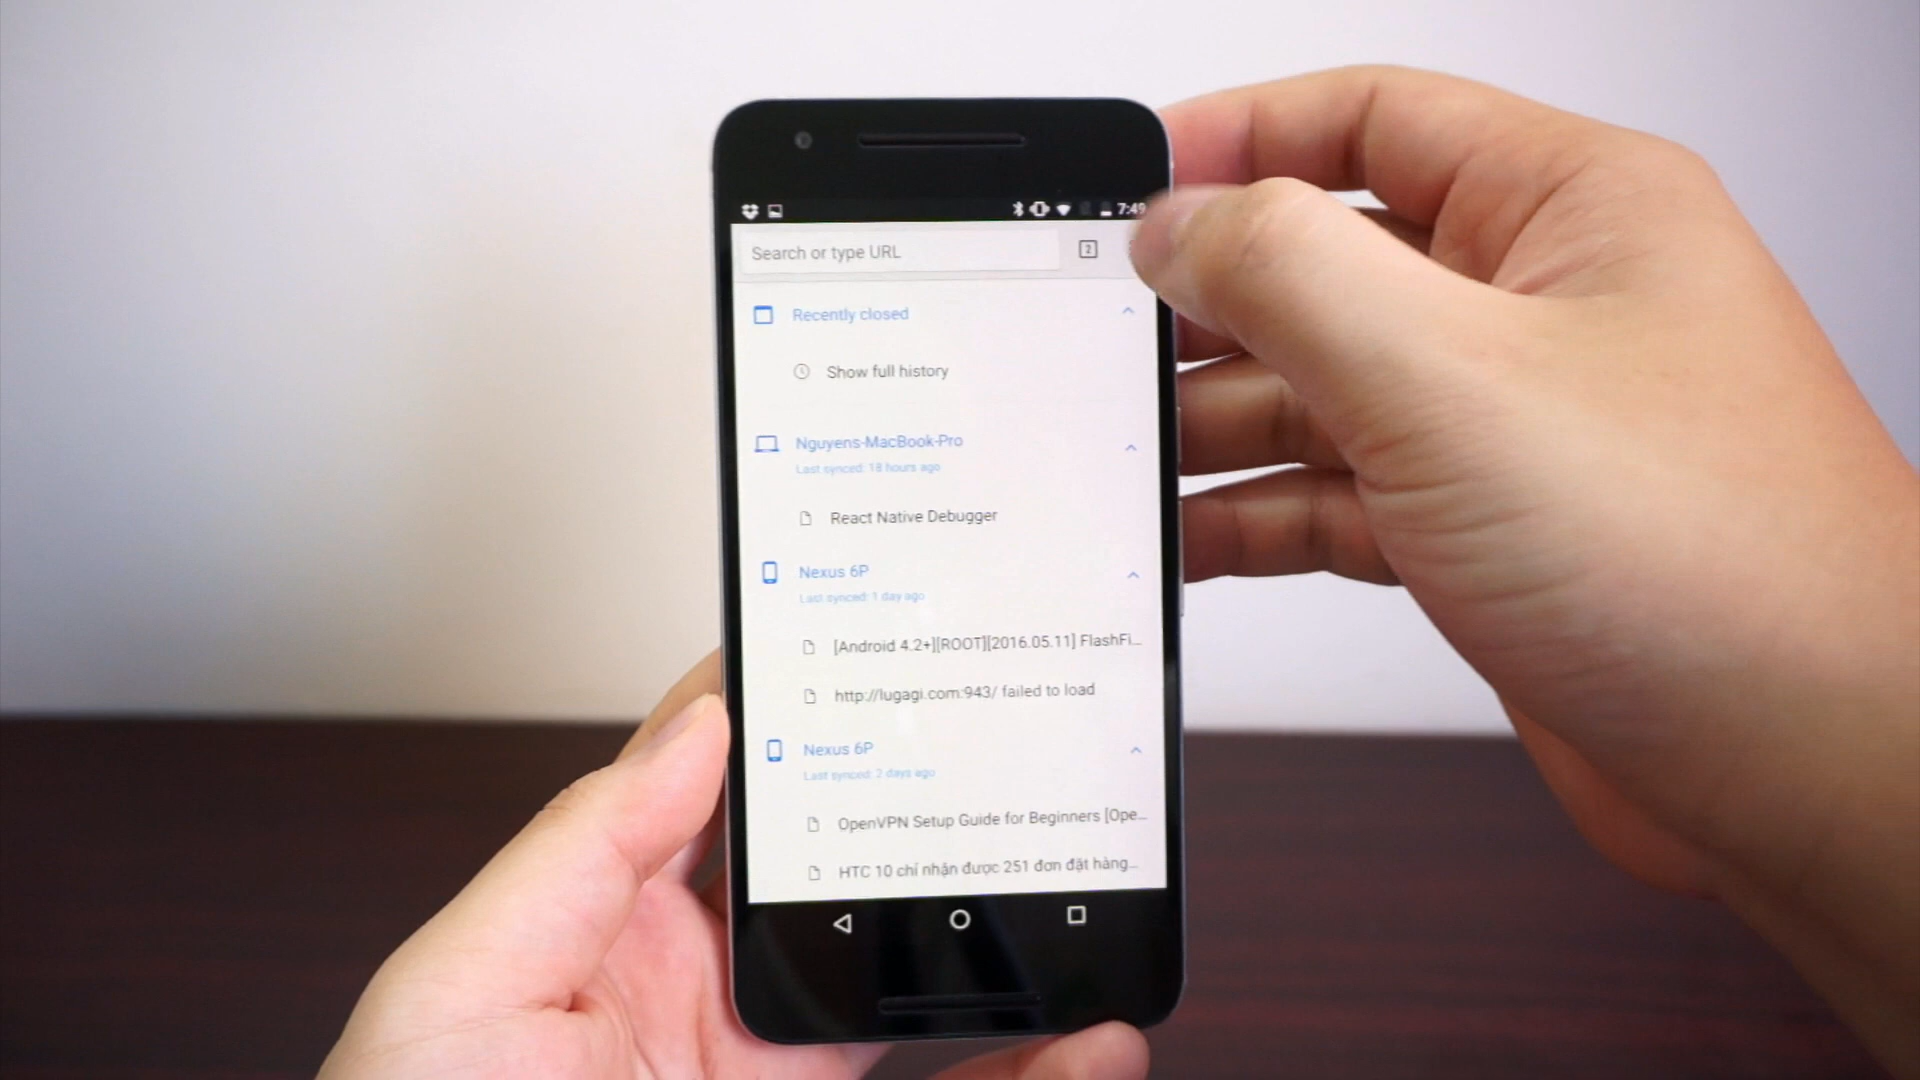 7:49
Search or type URL
2
Recently closed
Show full history
Nguyens-MacBook-Pro
Last synced: 18 hours ago
React Native Debugger
Nexus 6P
Last synced: 1 day ago
[Android 4.2+][ROOT][2016.05.11] FlashFi...
http://lugagi.com:943/ failed to load
Nexus 6P
Last synced: 2 days ago
OpenVPN Setup Guide for Beginners [Ope...
HTC 10 chỉ nhận được 251 đơn đặt hàng...